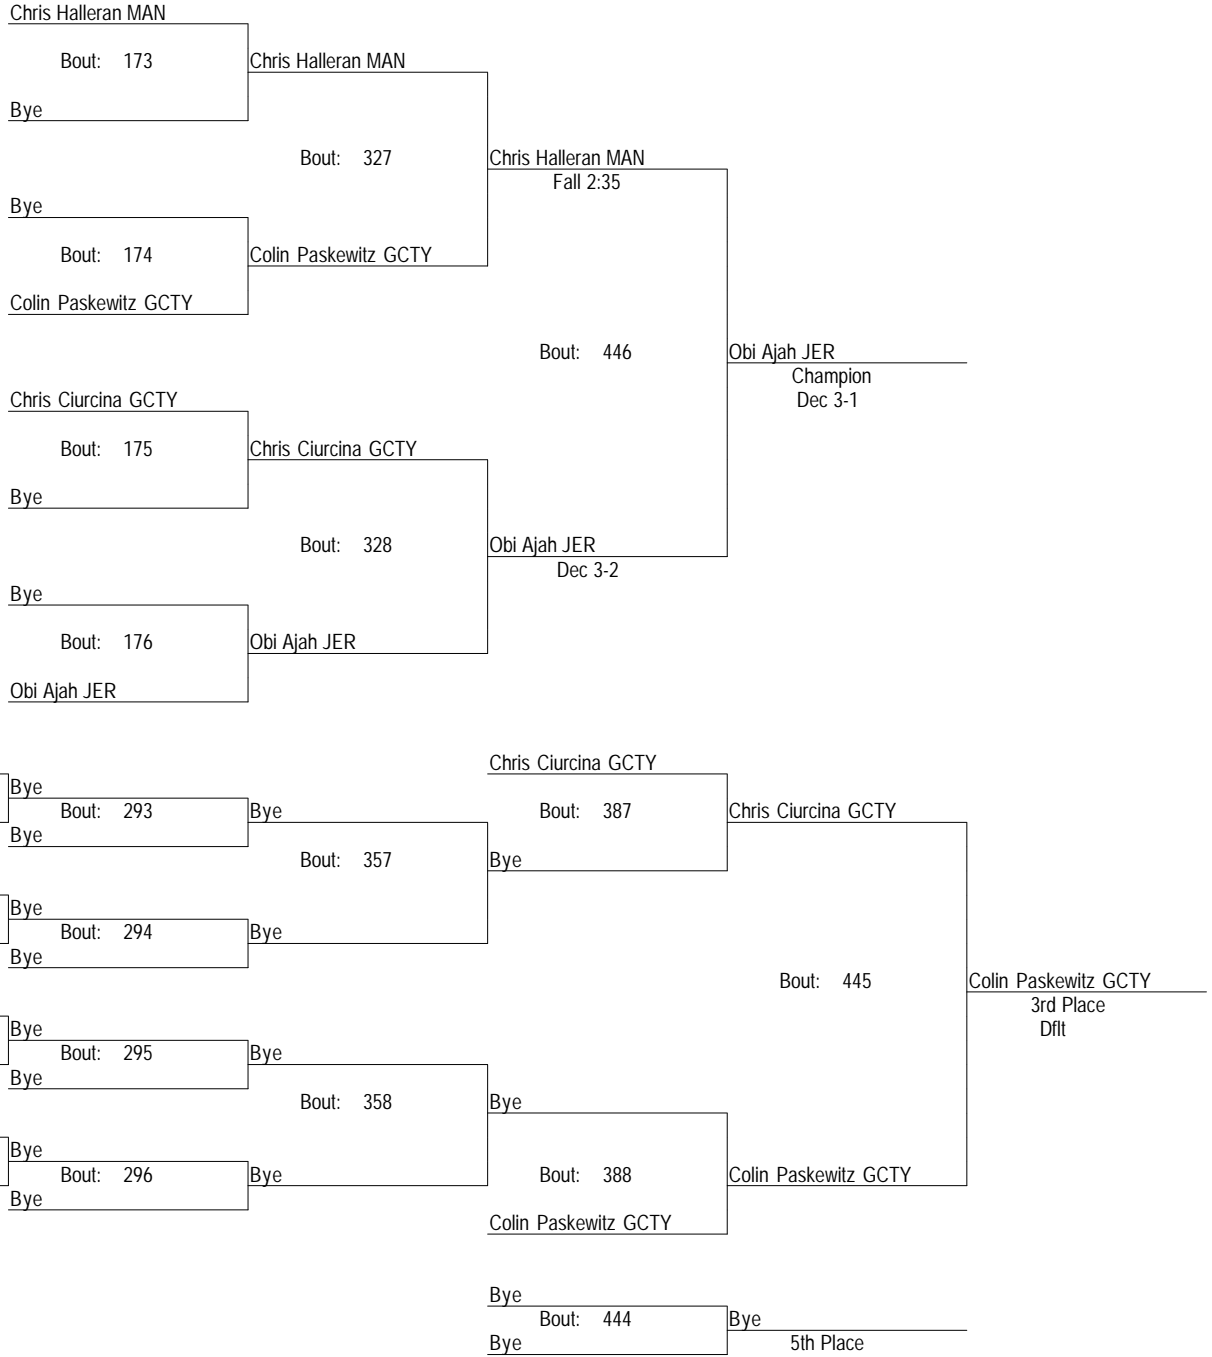 Chris Halleran MAN
Bout: 173
Chris Halleran MAN
Bye
Bout: 327
Chris Halleran MAN
Fall 2:35
Bye
Bout: 174
Colin Paskewitz GCTY
Colin Paskewitz GCTY
Bout: 446
Obi Ajah JER
Champion
Dec 3-1
Chris Ciurcina GCTY
Bout: 175
Chris Ciurcina GCTY
Bye
Bout: 328
Obi Ajah JER
Dec 3-2
Bye
Bout: 176
Obi Ajah JER
Obi Ajah JER
Chris Ciurcina GCTY
Bye
Bout: 293
Bye
Bout: 387
Chris Ciurcina GCTY
Bye
Bout: 357
Bye
Bye
Bout: 294
Bye
Bye
Bout: 445
Colin Paskewitz GCTY
3rd Place
Dflt
Bye
Bout: 295
Bye
Bye
Bout: 358
Bye
Bye
Bout: 296
Bye
Bout: 388
Colin Paskewitz GCTY
Bye
Colin Paskewitz GCTY
Bye
Bout: 444
Bye
Bye
5th Place